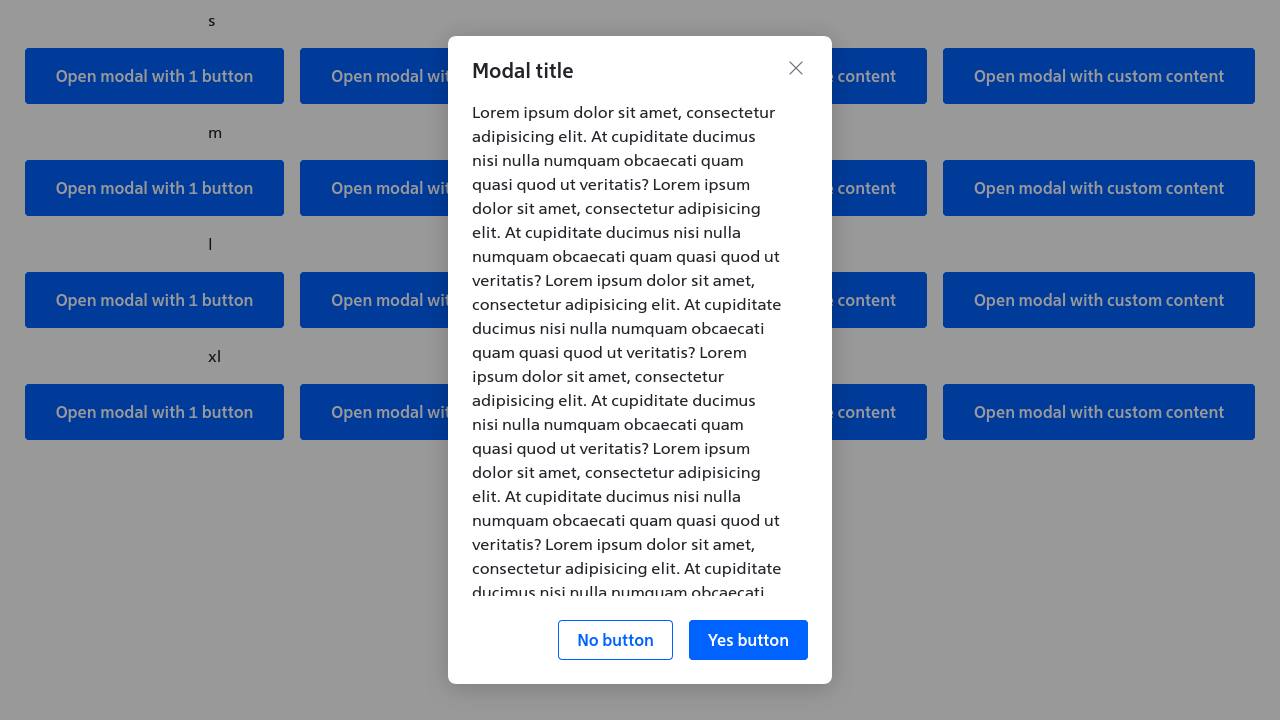 s
Open modal with 1 button
Open modal
content
Open modal with custom content
m
Open modal with 1 button
Open modal
content
Open modal with custom content
l
Open modal with 1 button
Open modal
content
Open modal with custom content
xl
Open modal with 1 button
Open modal
content
Open modal with custom content
Modal title
Lorem ipsum dolor sit amet, consectetur
adipisicing elit. At cupiditate ducimus
nisi nulla numquam obcaecati quam
quasi quod ut veritatis? Lorem ipsum
dolor sit amet, consectetur adipisicing
elit. At cupiditate ducimus nisi nulla
numquam obcaecati quam quasi quod ut
veritatis? Lorem ipsum dolor sit amet,
consectetur adipisicing elit. At cupiditate
ducimus nisi nulla numquam obcaecati
quam quasi quod ut veritatis? Lorem
ipsum dolor sit amet, consectetur
adipisicing elit. At cupiditate ducimus
nisi nulla numquam obcaecati quam
quasi quod ut veritatis? Lorem ipsum
dolor sit amet, consectetur adipisicing
elit. At cupiditate ducimus nisi nulla
numquam obcaecati quam quasi quod ut
veritatis? Lorem ipsum dolor sit amet,
consectetur adipisicing elit. At cupiditate
ducimus nisi nulla numquam obcaecati
No button
Yes button